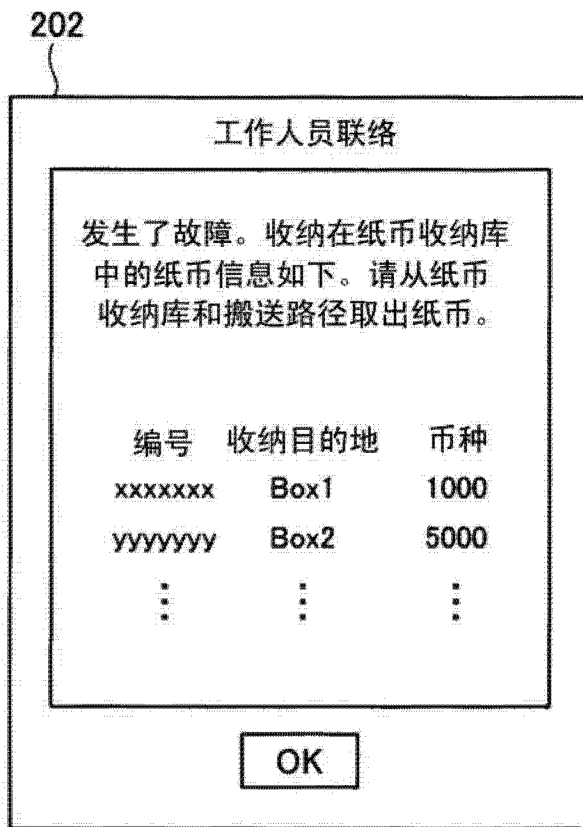 202
工作人员联络
发生了故障。收纳在纸币收纳库
中的纸币信息如下。请从纸币
收纳库和搬送路径取出纸币。
编号 收纳目的地 币种
xxxxxxx Box1 1000
yyyyyyy Box2 5000
⋮ ⋮ ⋮
OK